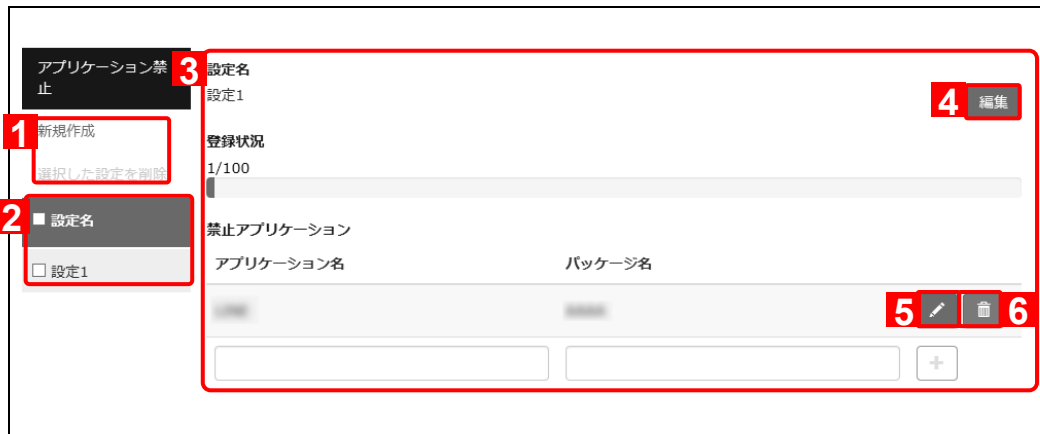 アプリケーション禁
止
1
新規作成
選択した設定を削除
2
設定名
設定1
3
設定名
設定1
4
編集
登録状況
1/100
禁止アプリケーション
アプリケーション名 パッケージ名
5
6